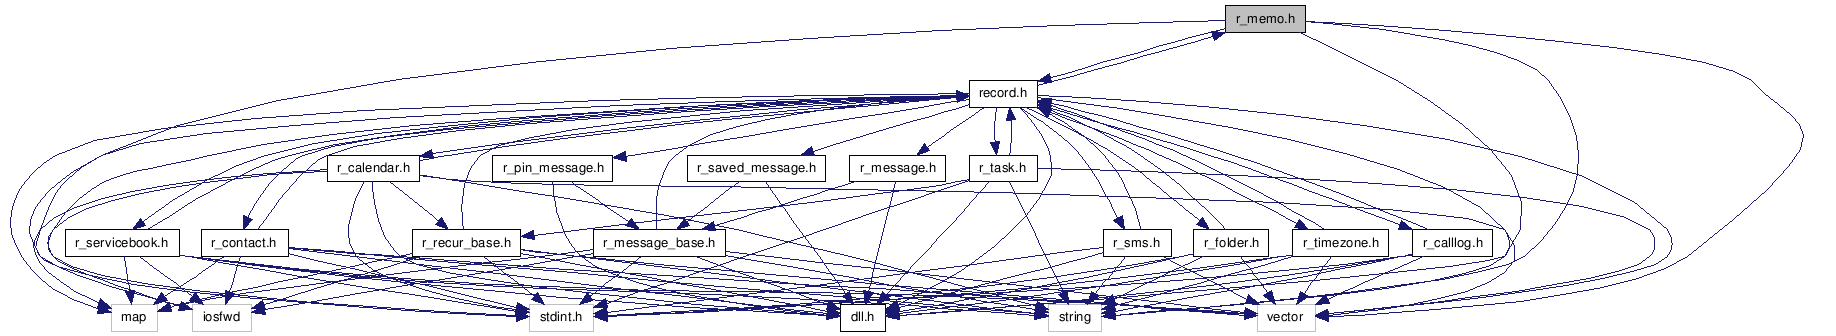 r_memo.h
record.h
r_calendar.h
r_pin_message.h
r_saved_message.h
r_message.h
r_task.h
r_servicebook.h
r_contact.h
r_recur_base.h
r_message_base.h
r_sms.h
r_folder.h
r_timezone.h
r_calllog.h
map
iosfwd
stdint.h
dll.h
string
vector